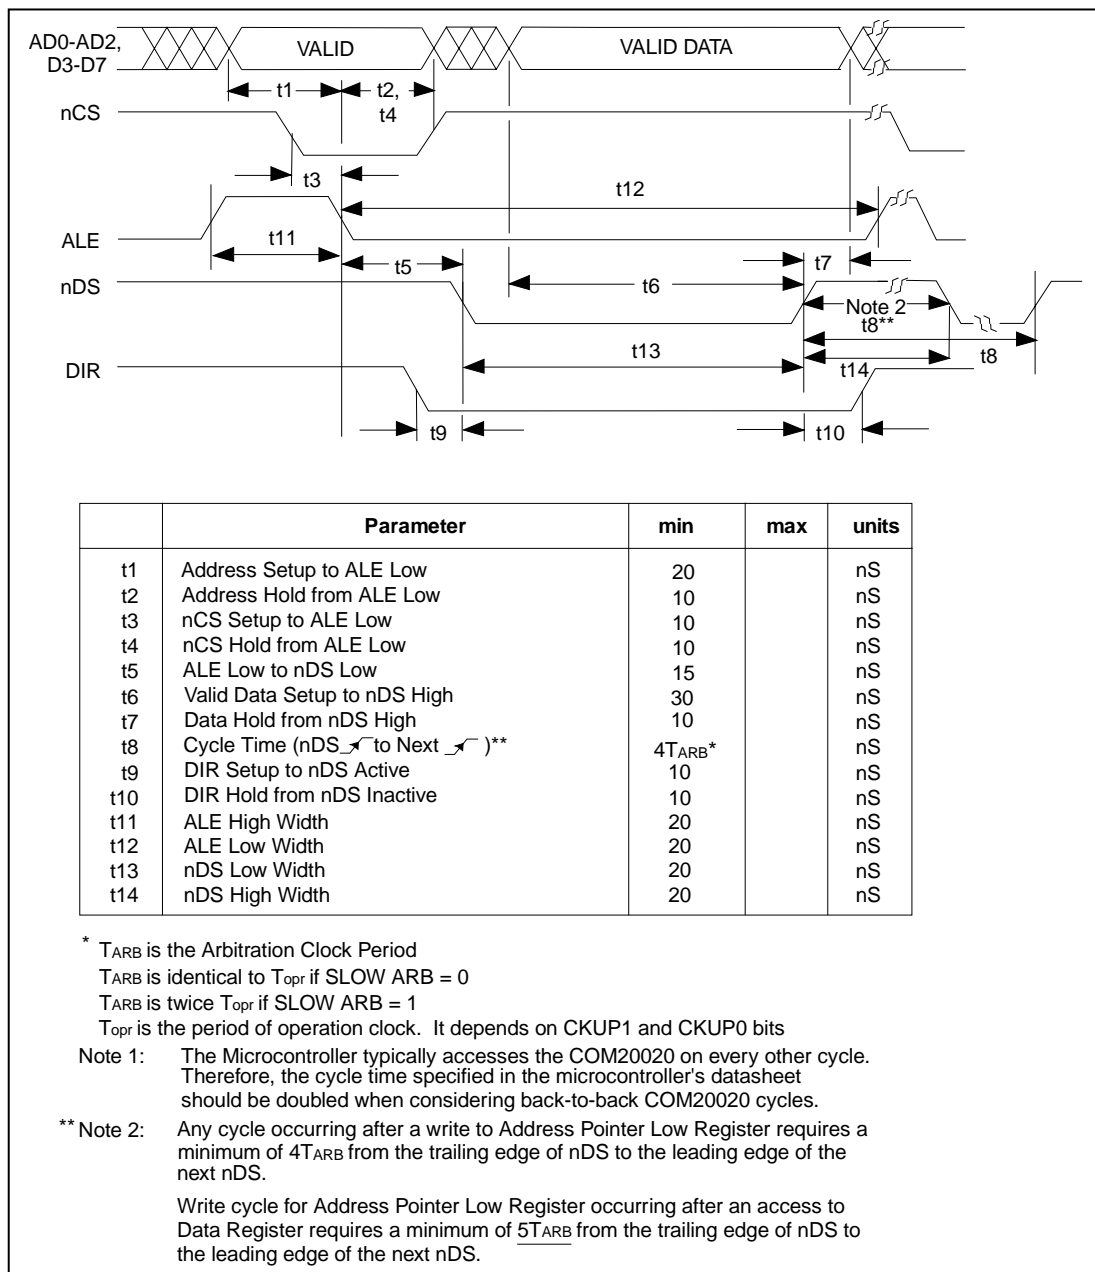 AD0-AD2,
D3-D7
VALID
VALID DATA
t1
t2,
t4
nCS
t3
t12
ALE
t11
t5
t7
nDS
t6
Note 2
t8**
t8
t13
t14
DIR
t9
t10
Parameter min max units
t1 Address Setup to ALE Low 20 nS
t2 Address Hold from ALE Low 10 nS
t3 nCS Setup to ALE Low 10 nS
t4 nCS Hold from ALE Low 10 nS
t5 ALE Low to nDS Low 15 nS
t6 Valid Data Setup to nDS High 30 nS
t7 Data Hold from nDS High 10 nS
t8 Cycle Time (nDS to Next )** 4TARB* nS
t9 DIR Setup to nDS Active 10 nS
t10 DIR Hold from nDS Inactive 10 nS
t11 ALE High Width 20 nS
t12 ALE Low Width 20 nS
t13 nDS Low Width 20 nS
t14 nDS High Width 20 nS
* TARB is the Arbitration Clock Period
TARB is identical to Topr if SLOW ARB = 0
TARB is twice Topr if SLOW ARB = 1
Topr is the period of operation clock. It depends on CKUP1 and CKUP0 bits
Note 1: The Microcontroller typically accesses the COM20020 on every other cycle.
Therefore, the cycle time specified in the microcontroller's datasheet
should be doubled when considering back-to-back COM20020 cycles.
** Note 2: Any cycle occurring after a write to Address Pointer Low Register requires a
minimum of 4TARB from the trailing edge of nDS to the leading edge of the
next nDS.
Write cycle for Address Pointer Low Register occurring after an access to
Data Register requires a minimum of 5TARB from the trailing edge of nDS to
the leading edge of the next nDS.